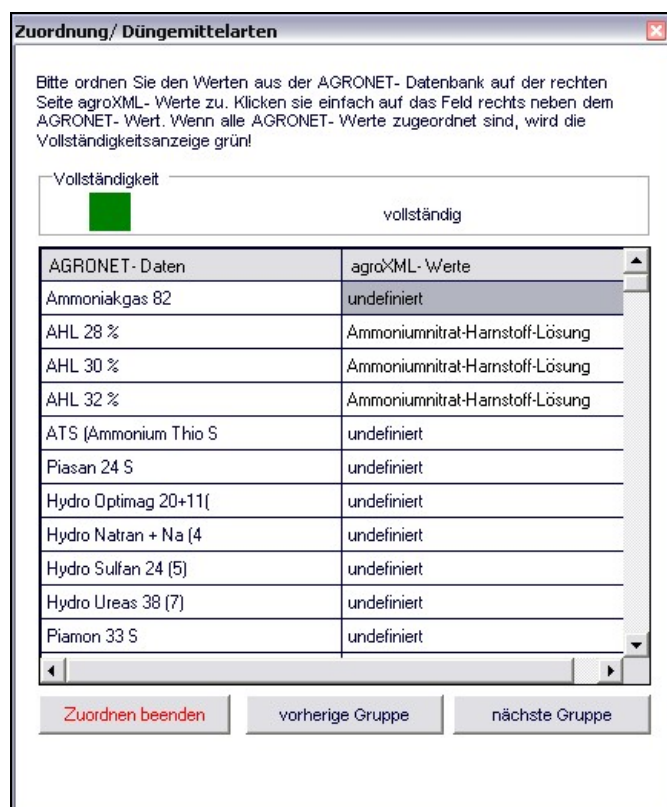 Zuordnung/ Düngemittelarten
Bitte ordnen Sie den Werten aus der AGRONET- Datenbank auf der rechten
Seite agroXML- Werte zu. Klicken sie einfach auf das Feld rechts neben dem
AGRONET- Wert. Wenn alle AGRONET- Werte zugeordnet sind, wird die
Vollständigkeitsanzeige grün!
Vollständigkeit
vollständig
AGRONET- Daten agroXML- Werte
Ammoniakgas 82 undefiniert
AHL 28 % Ammoniumnitrat-Harnstoff-Lösung
AHL 30 % Ammoniumnitrat-Harnstoff-Lösung
AHL 32 % Ammoniumnitrat-Harnstoff-Lösung
ATS (Ammonium Thio S undefiniert
Piasan 24 S undefiniert
Hydro Optimag 20+11( undefiniert
Hydro Natran + Na (4 undefiniert
Hydro Sulfan 24 (5) undefiniert
Hydro Ureas 38 (7) undefiniert
Piamon 33 S undefiniert
Zuordnen beenden vorherige Gruppe nächste Gruppe